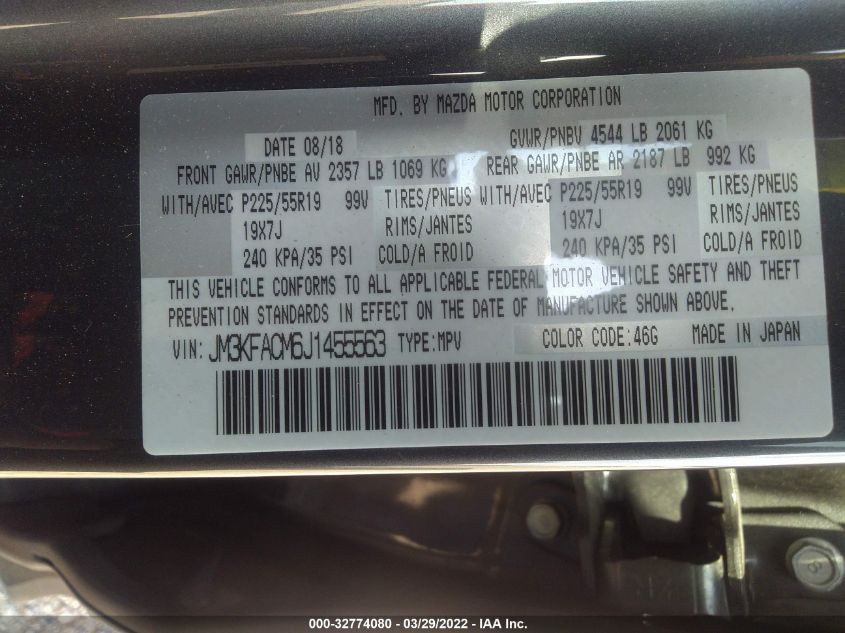 MFD. BY MAZDA MOTOR CORPORATION
DATE 08/18 GVWR/PNBV 4544 LB 2061 KG
FRONT GAWR/PNBE AV 2357 LB 1069 KG REAR GAWR/PNBE AR 2187 LB 992 KG
WITH/AVEC P225/55R19 99V TIRES/PNEUS WITH/AVEC P225/55R19 99V TIRES/PNEUS
19X7J RIMS/JANTES 19X7J RIMS/JANTES
240 KPA/35 PSI COLD/A FROID 240 KPA/35 PSI COLD/A FROID
THIS VEHICLE CONFORMS TO ALL APPLICABLE FEDERAL MOTOR VEHICLE SAFETY AND THEFT
PREVENTION STANDARDS IN EFFECT ON THE DATE OF MANUFACTURE SHOWN ABOVE.
VIN: JM3KFACM6J1455563 TYPE:MPV COLOR CODE:46G MADE IN JAPAN
8
000-32774080 - 03/29/2022 - IAA Inc.